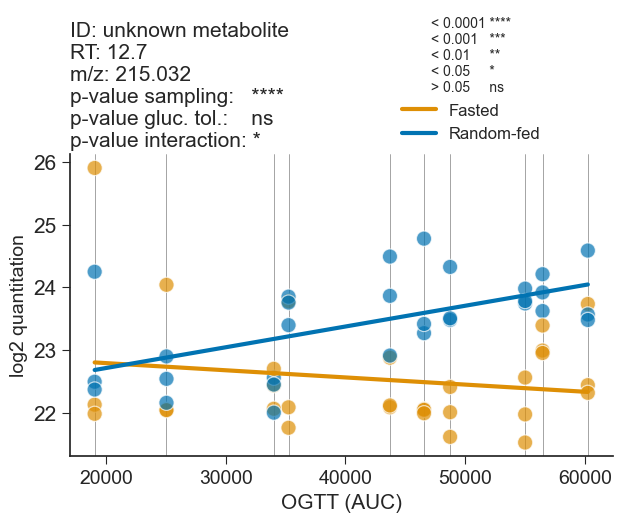 ID: unknown metabolite
RT: 12.7
m/z: 215.032
p-value sampling: ****
p-value gluc. tol.: ns
p-value interaction: *
< 0.0001 ****
< 0.001 ***
< 0.01 **
< 0.05 *
> 0.05 ns
Fasted
Random-fed
26
25
24
23
22
log2 quantitation
20000 30000 40000 50000 60000
OGTT (AUC)